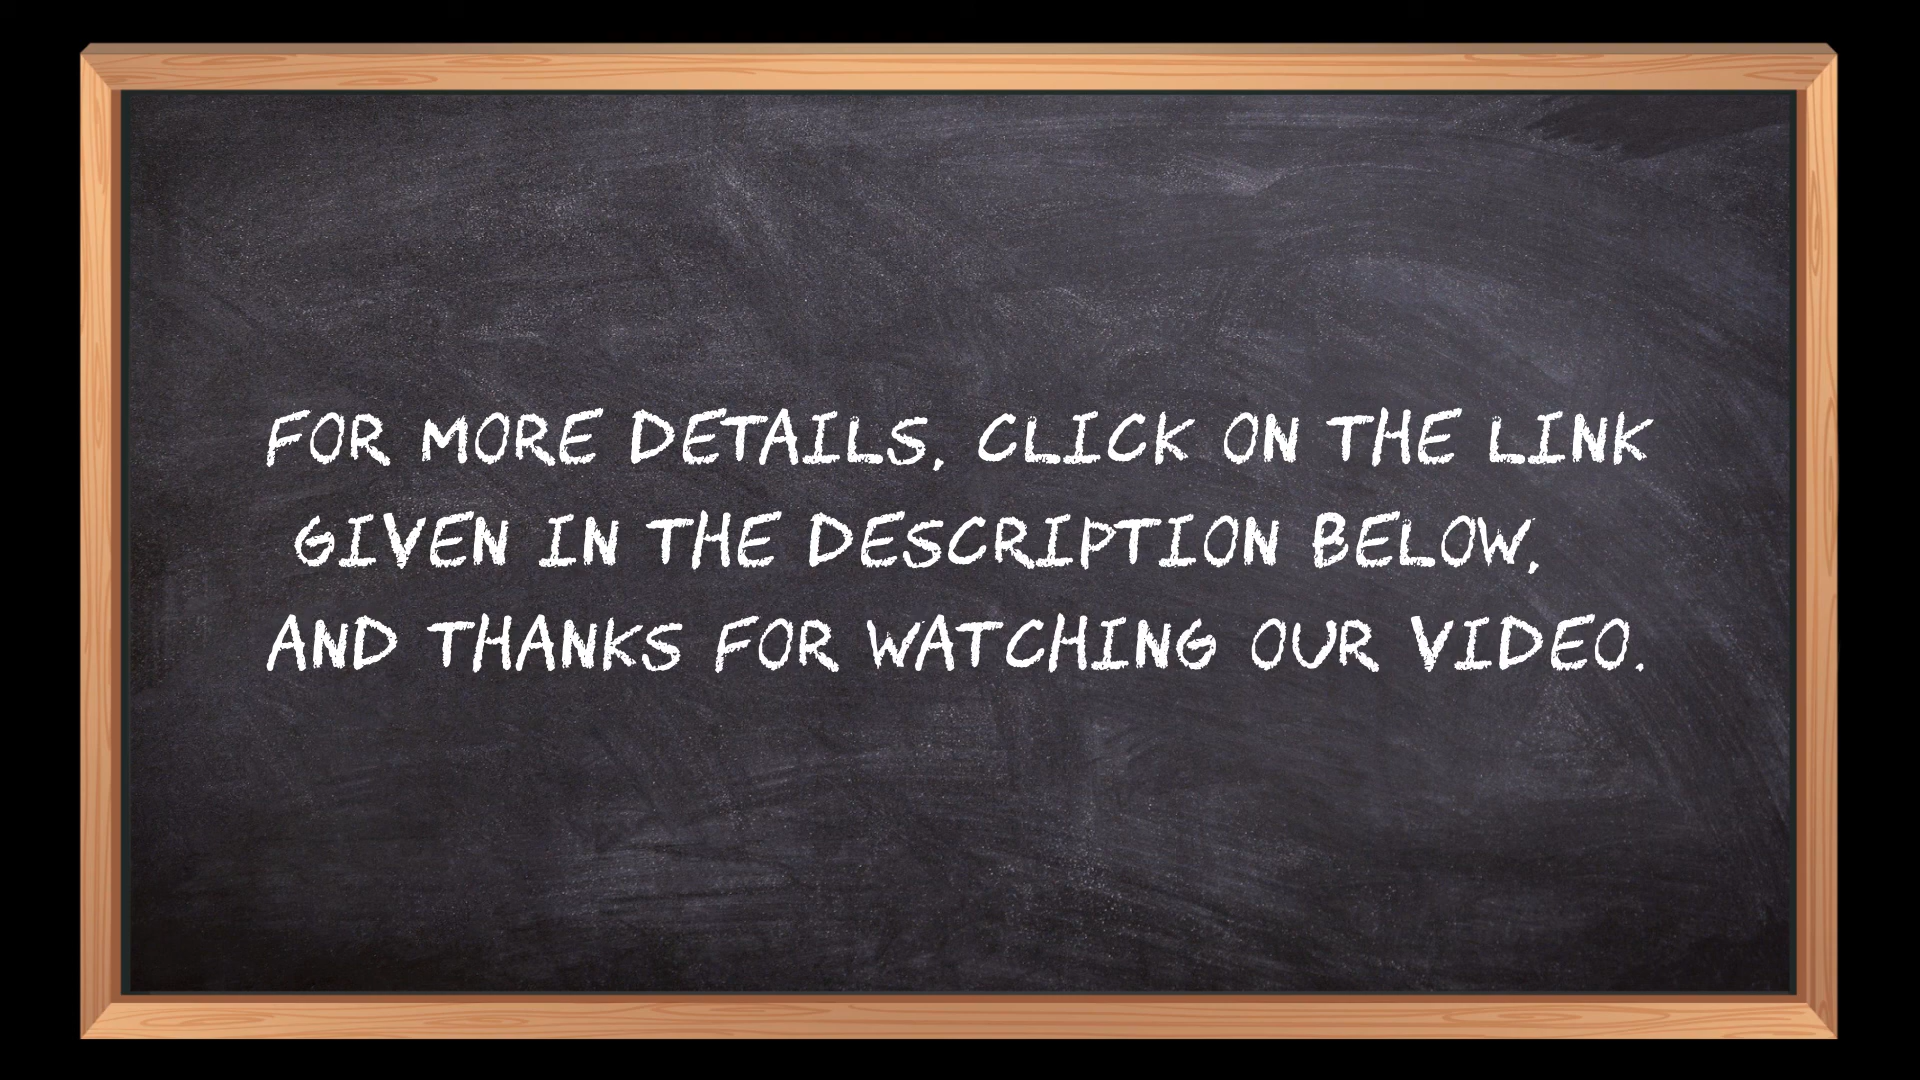 FOR MORE DETAILS, CLICK ON THE LINK
GIVEN IN THE DESCRIPTION BELOW,
AND THANKS FOR WATCHING OUR VIDEO.